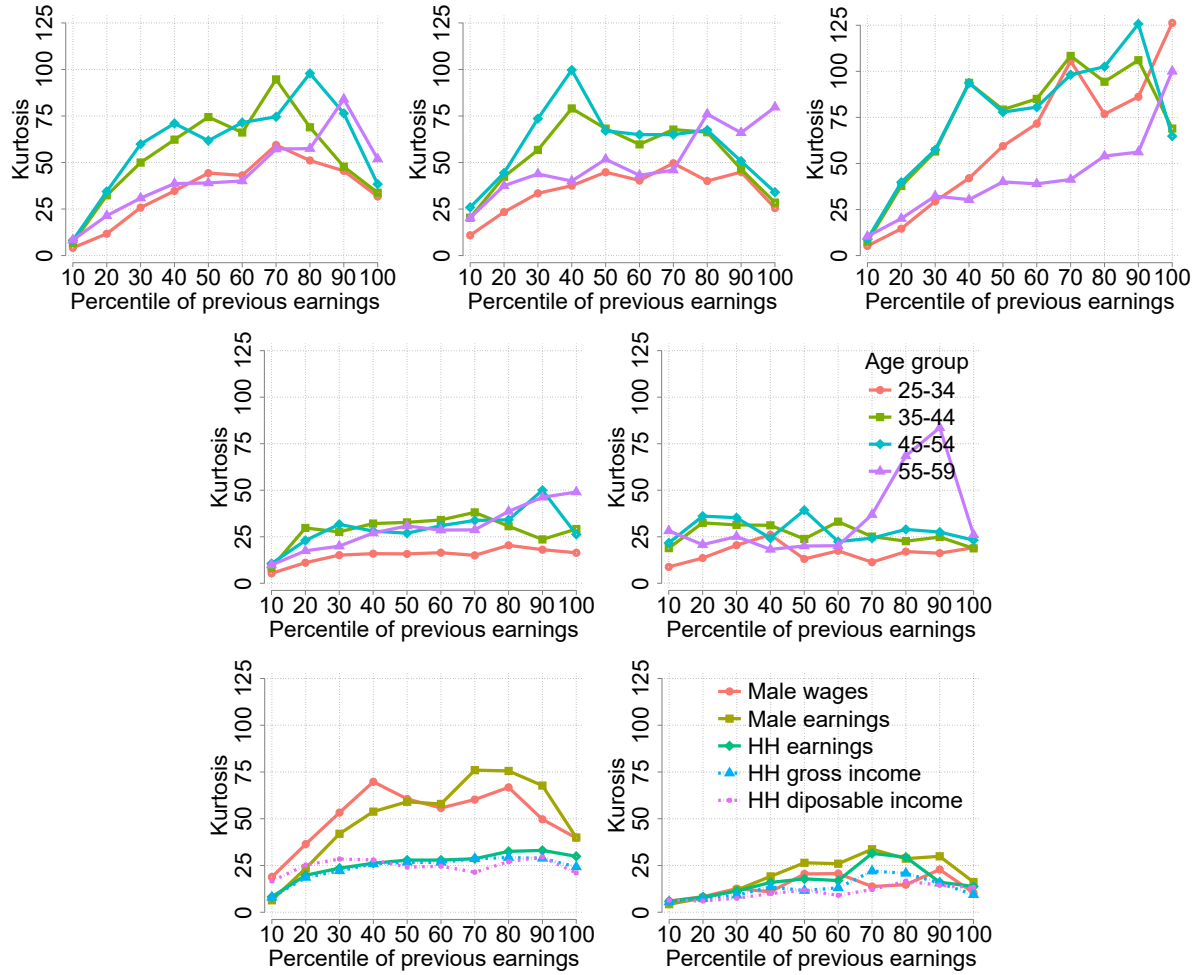 Kurtosis
0 25 50 75 100 125
10 20 30 40 50 60 70 80 90 100
Percentile of previous earnings
Kurtosis
0 25 50 75 100 125
10 20 30 40 50 60 70 80 90 100
Percentile of previous earnings
Kurtosis
0 25 50 75 100 125
10 20 30 40 50 60 70 80 90 100
Percentile of previous earnings
Kurtosis
0 25 50 75 100 125
10 20 30 40 50 60 70 80 90 100
Percentile of previous earnings
Kurtosis
0 25 50 75 100 125
Age group
25-34
35-44
45-54
55-59
10 20 30 40 50 60 70 80 90 100
Percentile of previous earnings
Kurtosis
0 25 50 75 100 125
10 20 30 40 50 60 70 80 90 100
Percentile of previous earnings
Kurosis
0 25 50 75 100 125
Male wages
Male earnings
HH earnings
HH gross income
HH diposable income
10 20 30 40 50 60 70 80 90 100
Percentile of previous earnings